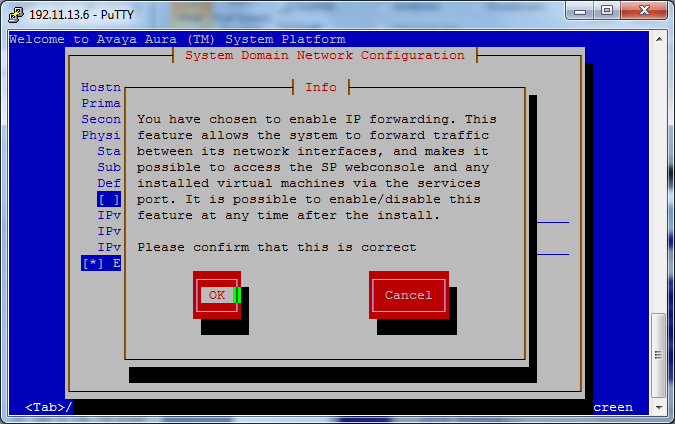 192.11.13.6 - PuTTY
Welcome to Avaya Aura (TM) System Platform
System Domain Network Configuration
Hostn
Info
Prima
Secon
You have chosen to enable IP forwarding. This
Physi
feature allows the system to forward traffic
Sta
between its network interfaces, and makes it
Sub
possible to access the SP webconsole and any
Def
installed virtual machines via the services
[ ]
port. It is possible to enable/disable this
IPv
feature at any time after the install.
IPv
IPv
Please confirm that this is correct
[*] E
OK
Cancel
<Tab>/
creen